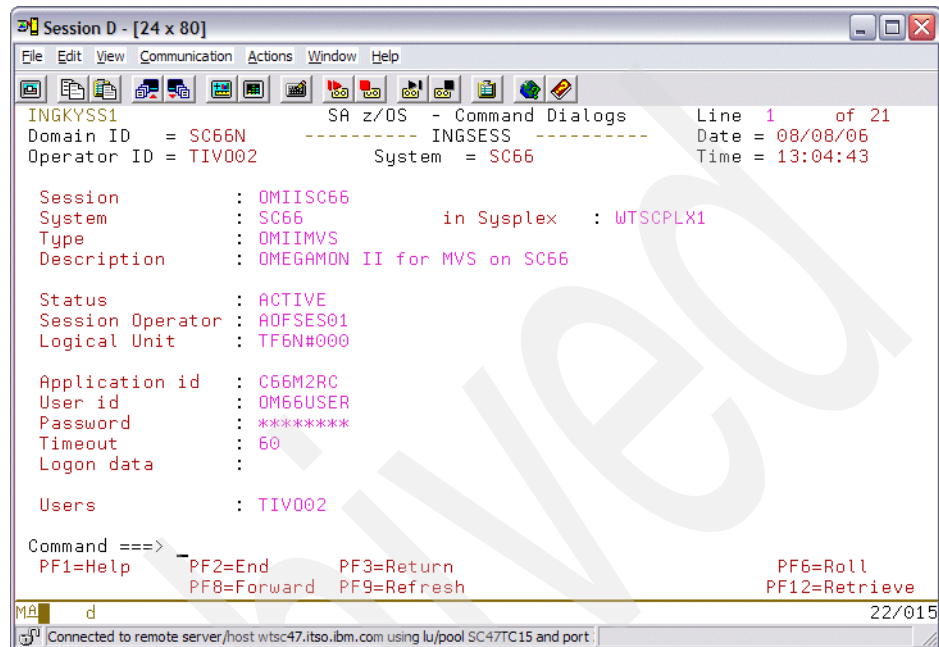 Session D - [24 x 80]
File Edit View Communication Actions Window Help
INGKYSS1 SA z/OS - Command Dialogs Line 1 of 21
Domain ID = SC66N ---------- INGSESS ---------- Date = 08/08/06
Operator ID = TIVO02 System = SC66 Time = 13:04:43
Session : OMIISC66
System : SC66 in Sysplex : WTSCPLX1
Type : OMIIMVS
Description : OMEGAMON II for MVS on SC66
Status : ACTIVE
Session Operator : AOFSES01
Logical Unit : TF6N#000
Application id : C66M2RC
User id : OM66USER
Password : ********
Timeout : 60
Logon data :
Users : TIVO02
Command ===> _
PF1=Help PF2=End PF3=Return PF6=Roll
PF8=Forward PF9=Refresh PF12=Retrieve
MA d 22/015
Connected to remote server/host wtsc47.itso.ibm.com using lu/pool SC47TC15 and port
hived